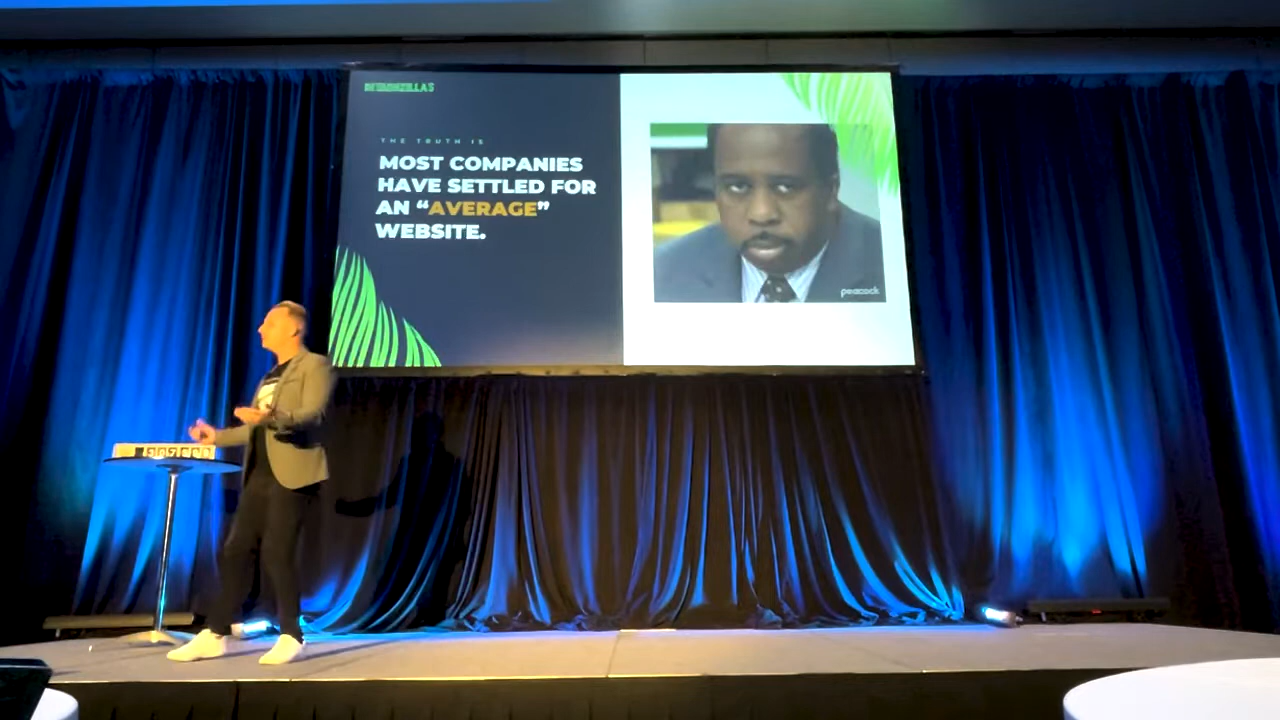 THE TRUTH IS
MOST COMPANIES
HAVE SETTLED FOR
AN “AVERAGE”
WEBSITE.
peacock